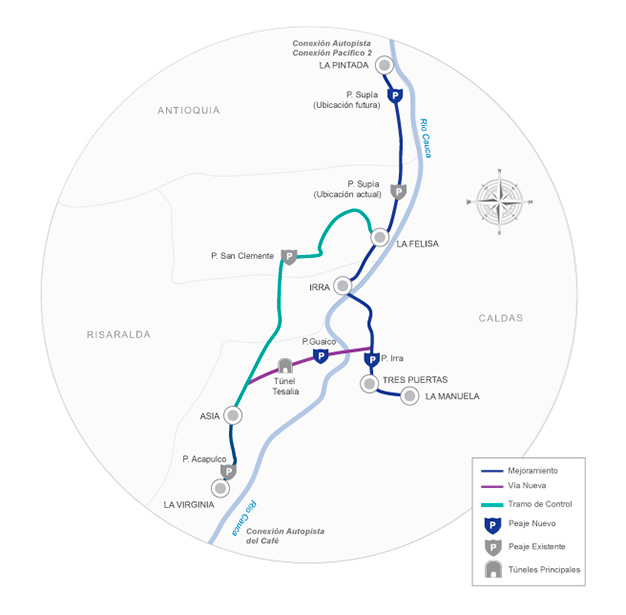 Conexión Autopista
Conexión Pacífico 2
LA PINTADA
P. Supía
(Ubicación futura)
P
ANTIOQUIA
Río Cauca
P. Supía
(Ubicación actual)
P
N
LA FELISA
P. San Clemente
P
IRRA
CALDAS
RISARALDA
P.Guaico
P
P
P. Irra
Túnel
Tesalia
TRES PUERTAS
LA MANUELA
ASIA
P. Acapulco
P
LA VIRGINIA
Río Cauca
Conexión Autopista
del Café
Mejoramiento
Vía Nueva
Tramo de Control
P
Peaje Nuevo
P
Peaje Existente
Túneles Principales